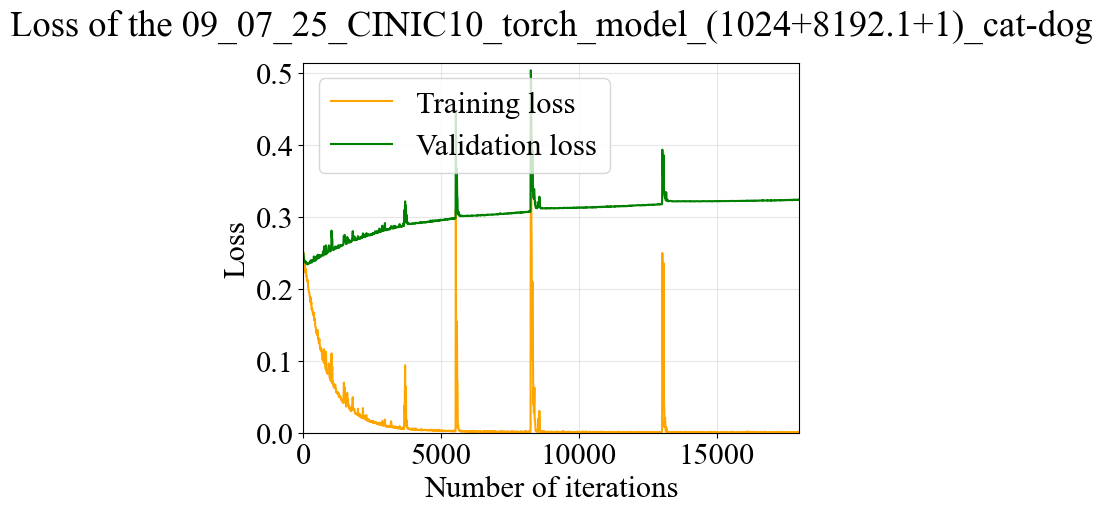 Loss of the 09_07_25_CINIC10_torch_model_(1024+8192.1+1)_cat-dog
Training loss
Validation loss
0.5
0.4
0.3
0.2
0.1
0.0
Loss
0 5000 10000 15000
Number of iterations